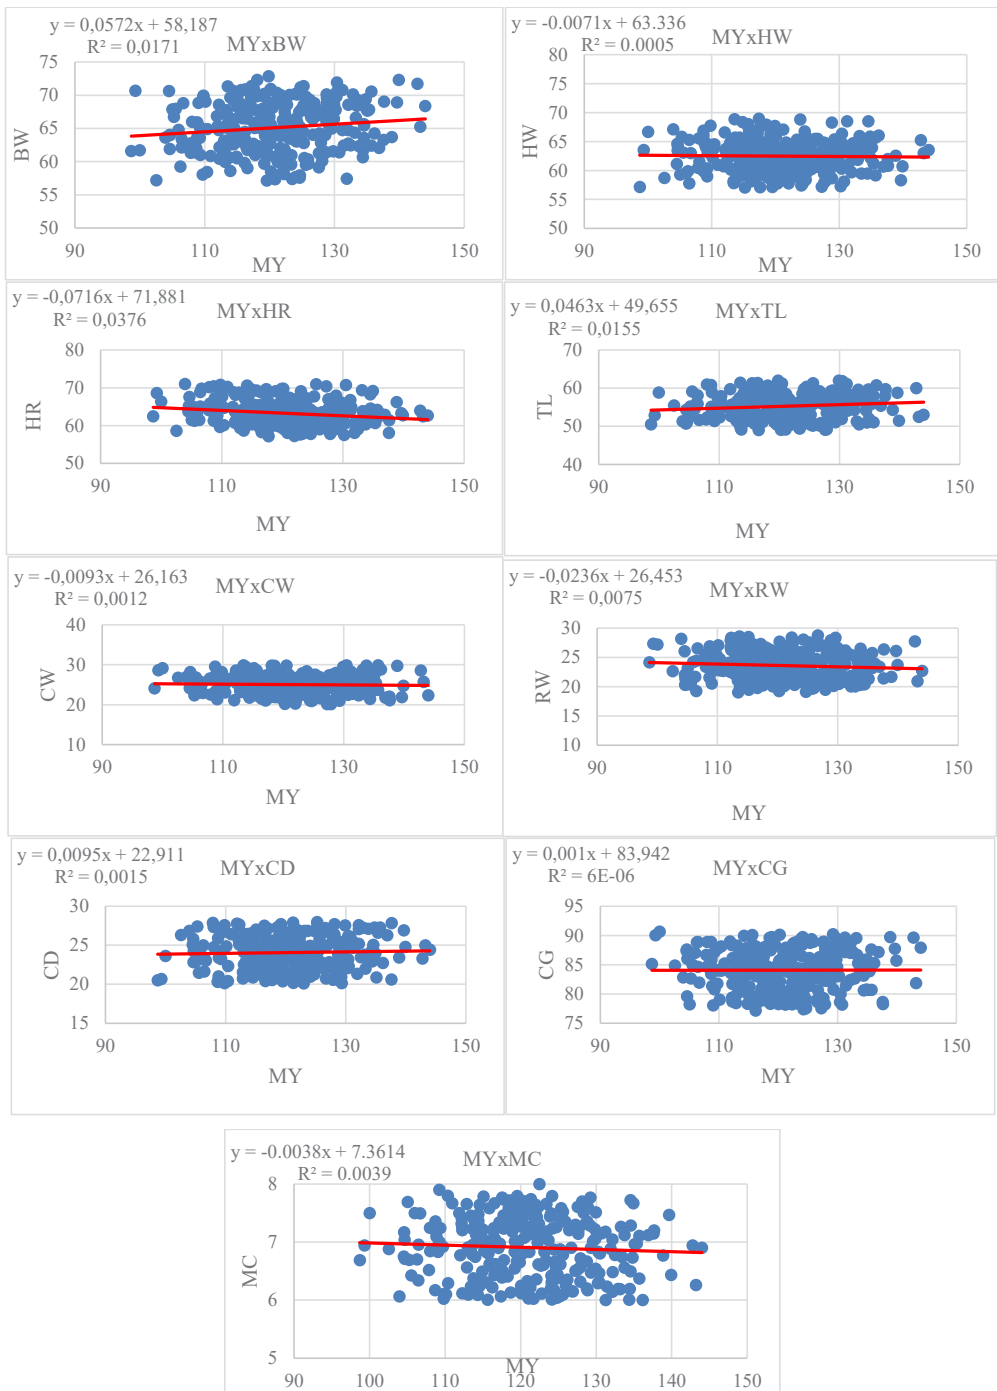 y = 0,0572x + 58,187
R² = 0,0171
MYxBW
75
70
65
60
55
50
BW
90
110
130
150
MY
y = -0.0071x + 63.336
R² = 0.0005
MYxHW
80
75
70
65
60
55
50
HW
90
110
130
150
MY
y = -0,0716x + 71,881
R² = 0,0376
MYxHR
80
70
60
50
HR
90
110
130
150
MY
y = 0,0463x + 49,655
R² = 0,0155
MYxTL
70
60
50
40
TL
90
110
130
150
MY
y = -0,0093x + 26,163
R² = 0,0012
MYxCW
40
30
20
10
CW
90
110
130
150
MY
y = -0,0236x + 26,453
R² = 0,0075
MYxRW
30
25
20
15
10
RW
90
110
130
150
MY
y = 0,0095x + 22,911
R² = 0,0015
MYxCD
30
25
20
15
CD
90
110
130
150
MY
y = 0,001x + 83,942
R² = 6E-06
MYxCG
95
90
85
80
75
CG
90
110
130
150
MY
y = -0.0038x + 7.3614
R² = 0.0039
MYxMC
8
7
6
5
MC
MY
90
100
110
120
130
140
150